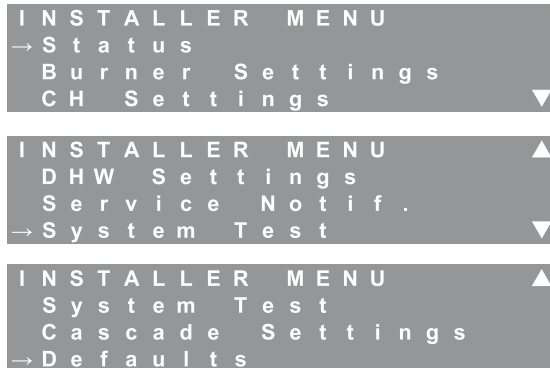 INSTALLER MENU
→Status
Burner Settings
CH Settings ▼
INSTALLER MENU ▲
DHW Settings
Service Notif.
→System Test ▼
INSTALLER MENU ▲
System Test
Cascade Settings
→Defaults